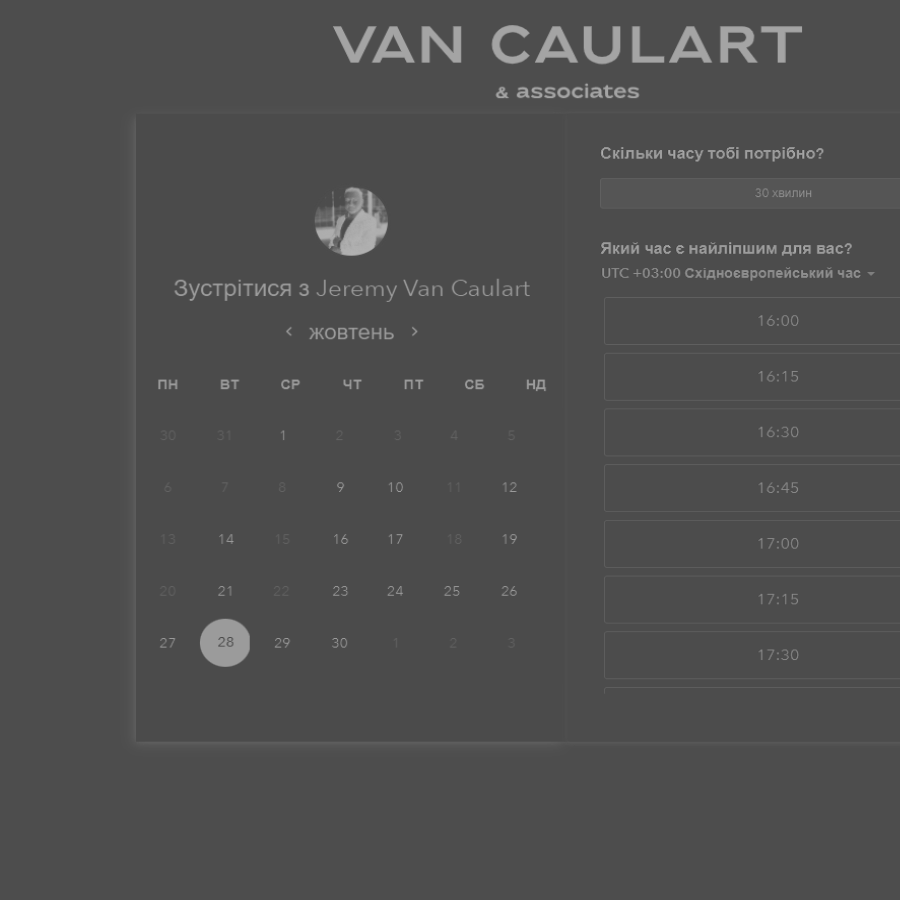 VAN CAULART
& associates
Зустрітися з Jeremy Van Caulart
жовтень
ПН ВТ СР ЧТ ПТ СБ НД
30 31 1 2 3 4 5
6 7 8 9 10 11 12
13 14 15 16 17 18 19
20 21 22 23 24 25 26
27 28 29 30 1 2 3
Скільки часу тобі потрібно?
30 хвилин
Який час є найліпшим для вас?
UTC +03:00 Східноєвропейський час
16:00
16:15
16:30
16:45
17:00
17:15
17:30